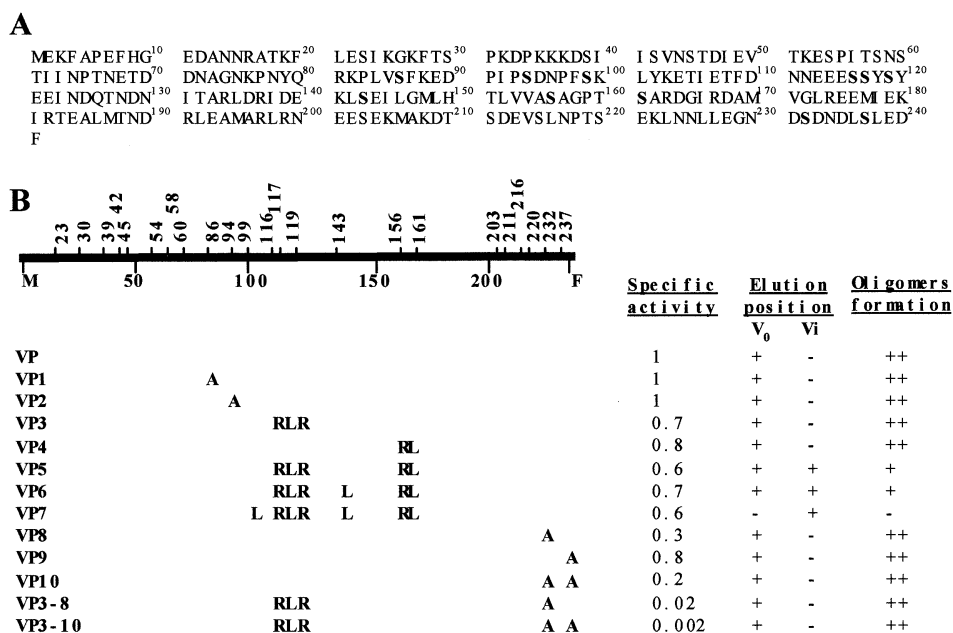 A
MEKFAPEFHG10 EDANNRATKF20 LESIKGKFTS30 PKDPKKKDSI40 ISVNSTDIEV50 TKESPITSNS60
TIINPTNETD70 DNAGNKPNYQ80 RKPLVSFKED90 PIPSDNPFSK100 LYKETIETFD110 NNEEESSYSY120
EEINDQTNDN130 ITARLDRIDE140 KLSEILGMLH150 TLVVASAGPT160 SARDGIRDAM170 VGLREEMIEK180
IRTEALMTND190 RLEAMARLRN200 EESEKMAKDT210 SDEVSLNPTS220 EKLNNLLEGN230 DSDNDLSLED240
F
B
23 30 39 42 45 54 58 60 86 94 99 116 117 119 143 156 161 203 211 216 220 232 237
M 50 100 150 200 F
Specific activity Elution position Oligomers formation
V0 Vi
VP 1 + - ++
VP1 A 1 + - ++
VP2 A 1 + - ++
VP3 RLR 0.7 + - ++
VP4 RL 0.8 + - ++
VP5 RLR RL 0.6 + + +
VP6 RLR L RL 0.7 + + +
VP7 L RLR L RL 0.6 - + -
VP8 A 0.3 + - ++
VP9 A 0.8 + - ++
VP10 A A 0.2 + - ++
VP3-8 RLR A 0.02 + - ++
VP3-10 RLR A A 0.002 + - ++